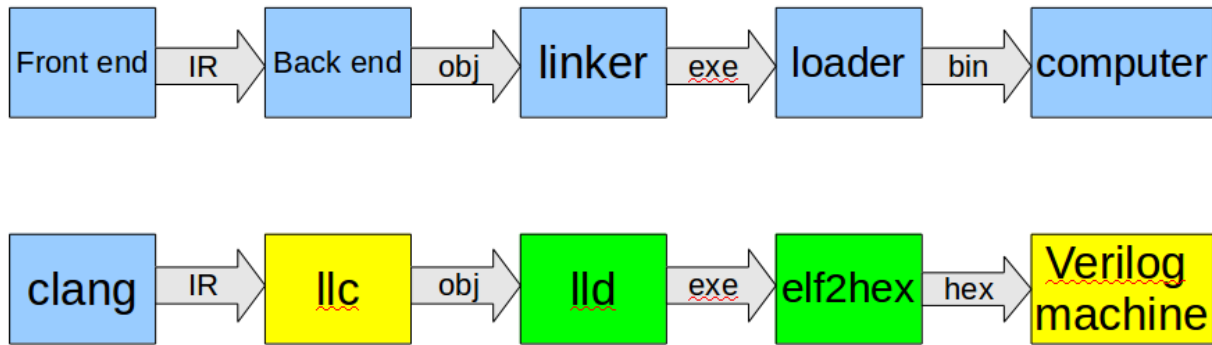 Front end
IR
Back end
obj
linker
exe
loader
bin
computer
clang
IR
llc
obj
lld
exe
elf2hex
hex
Verilog
machine